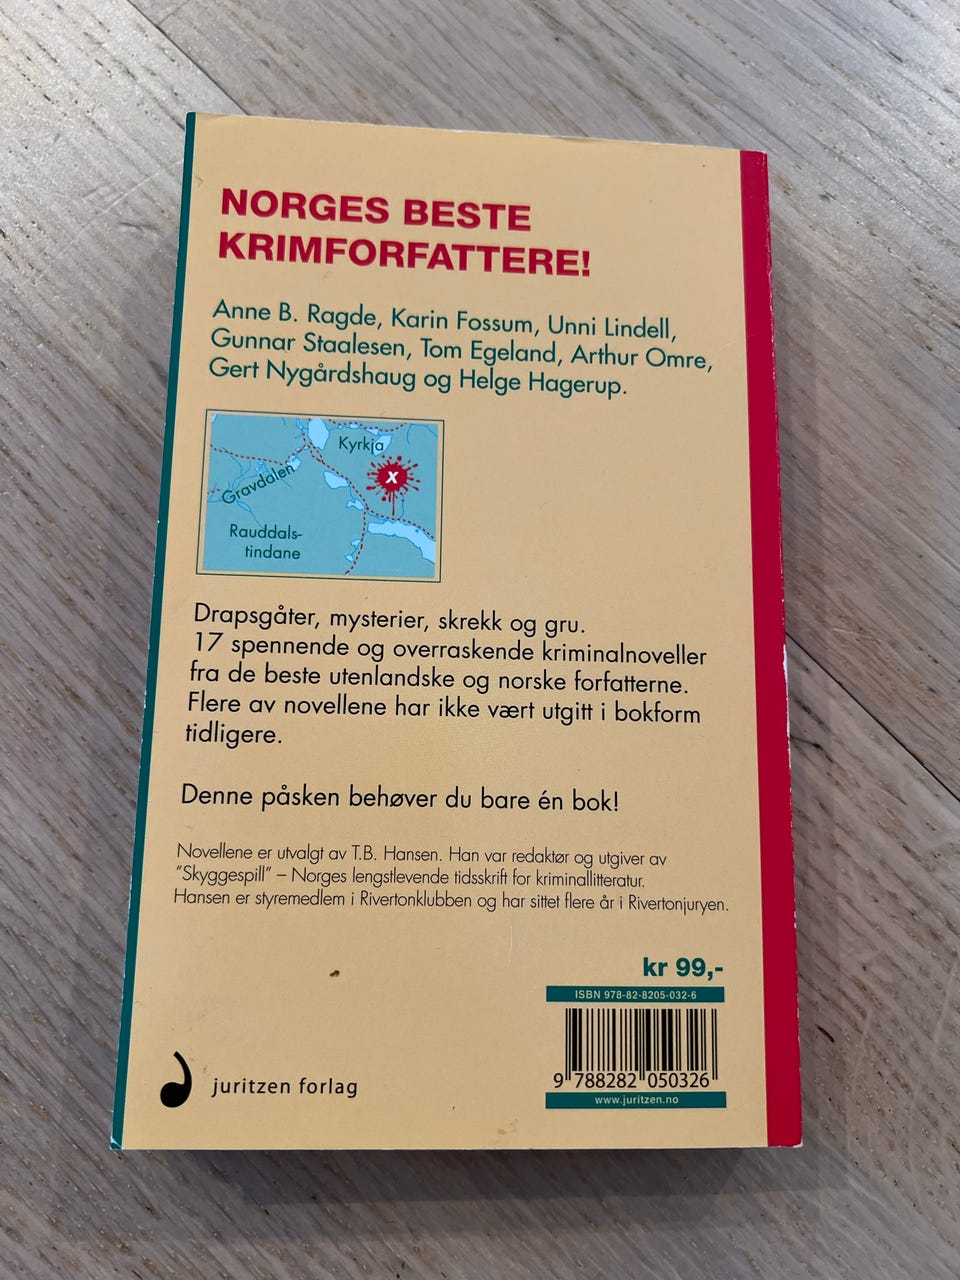 NORGES BESTE
KRIMFORFATTERE!
Anne B. Ragde, Karin Fossum, Unni Lindell,
Gunnar Staalesen, Tom Egeland, Arthur Omre,
Gert Nygårdshaug og Helge Hagerup.
Kyrkja
x
Gravdalen
Rauddals-
tindane
Drapsgåter, mysterier, skrekk og gru.
17 spennende og overraskende kriminalnoveller
fra de beste utenlandske og norske forfatterne.
Flere av novellene har ikke vært utgitt i bokform
tidligere.
Denne påsken behøver du bare én bok!
Novellene er utvalgt av T.B. Hansen. Han var redaktør og utgiver av
"Skyggespill" – Norges lengstlevende tidsskrift for kriminallitteratur.
Hansen er styremedlem i Rivertonklubben og har sittet flere år i Rivertonjuryen.
kr 99,-
ISBN 978-82-8205-032-6
9 788282 050326
www.juritzen.no
juritzen forlag